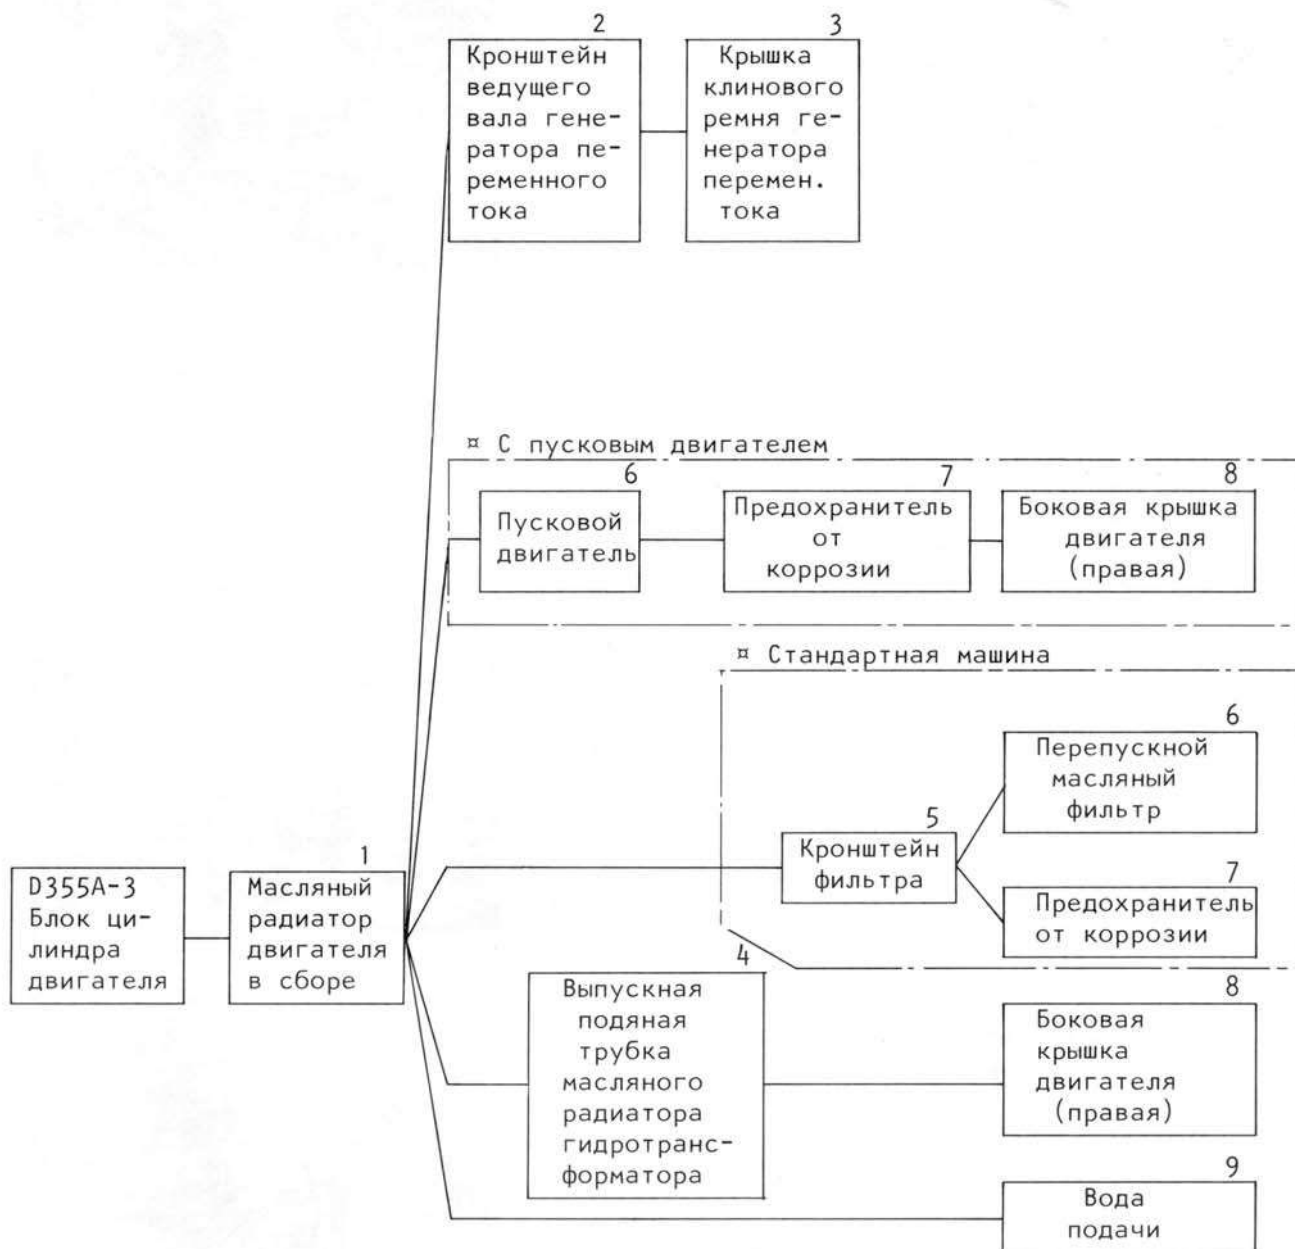 2
Кронштейн
ведущего
вала гене-
ратора пе-
ременного
тока
3
Крышка
клинового
ремня ге-
нератора
перемен.
тока
¤ С пусковым двигателем
6
Пусковой
двигатель
7
Предохранитель
от
коррозии
8
Боковая крышка
двигателя
(правая)
¤ Стандартная машина
6
Перепускной
масляный
фильтр
5
Кронштейн
фильтра
7
Предохранитель
от коррозии
D355A-3
Блок ци-
линдра
двигателя
1
Масляный
радиатор
двигателя
в сборе
4
Выпускная
подяная
трубка
масляного
радиатора
гидротранс-
форматора
8
Боковая
крышка
двигателя
(правая)
9
Вода
подачи